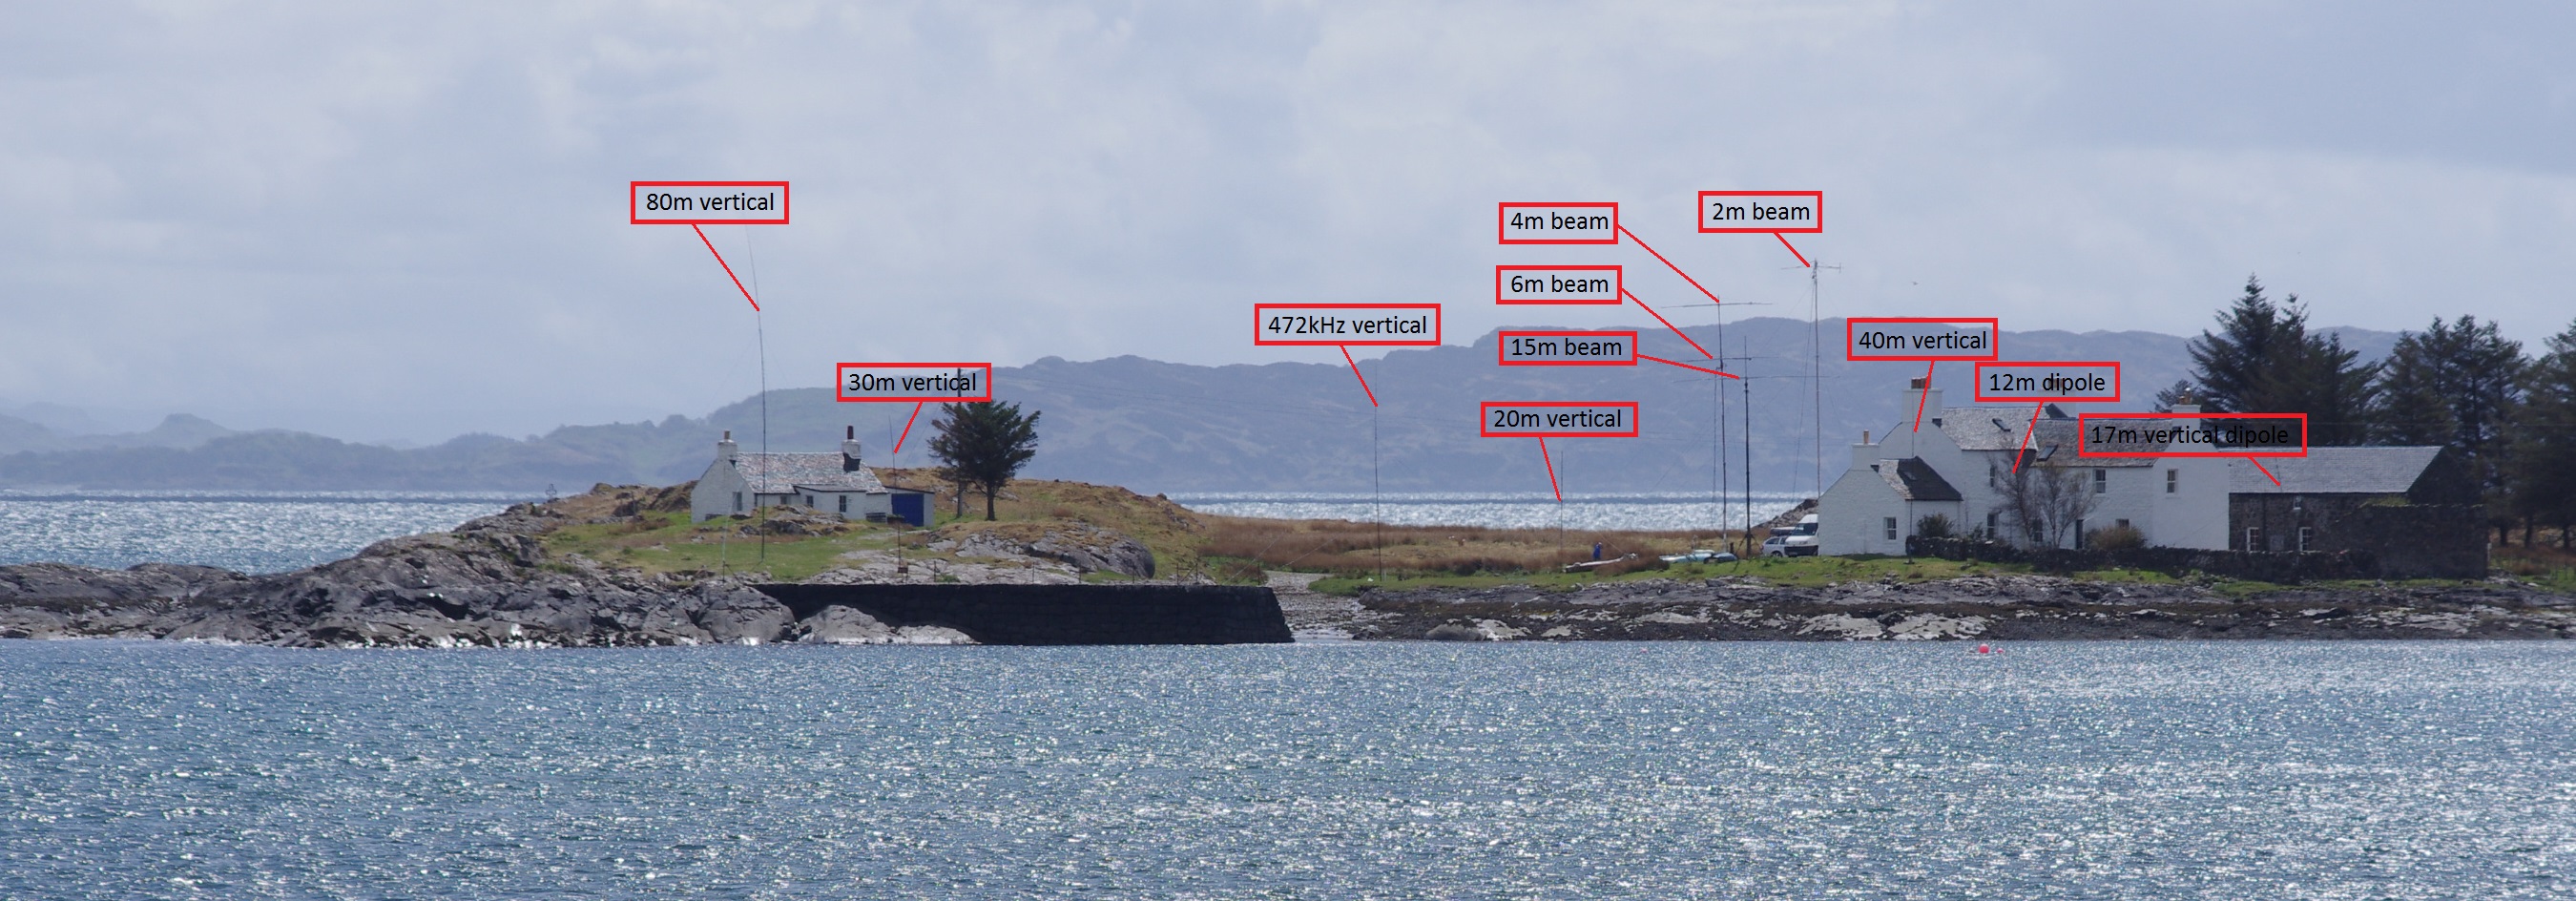 80m vertical
30m vertical
472kHz vertical
4m beam
2m beam
6m beam
15m beam
20m vertical
40m vertical
12m dipole
17m vertical dipole